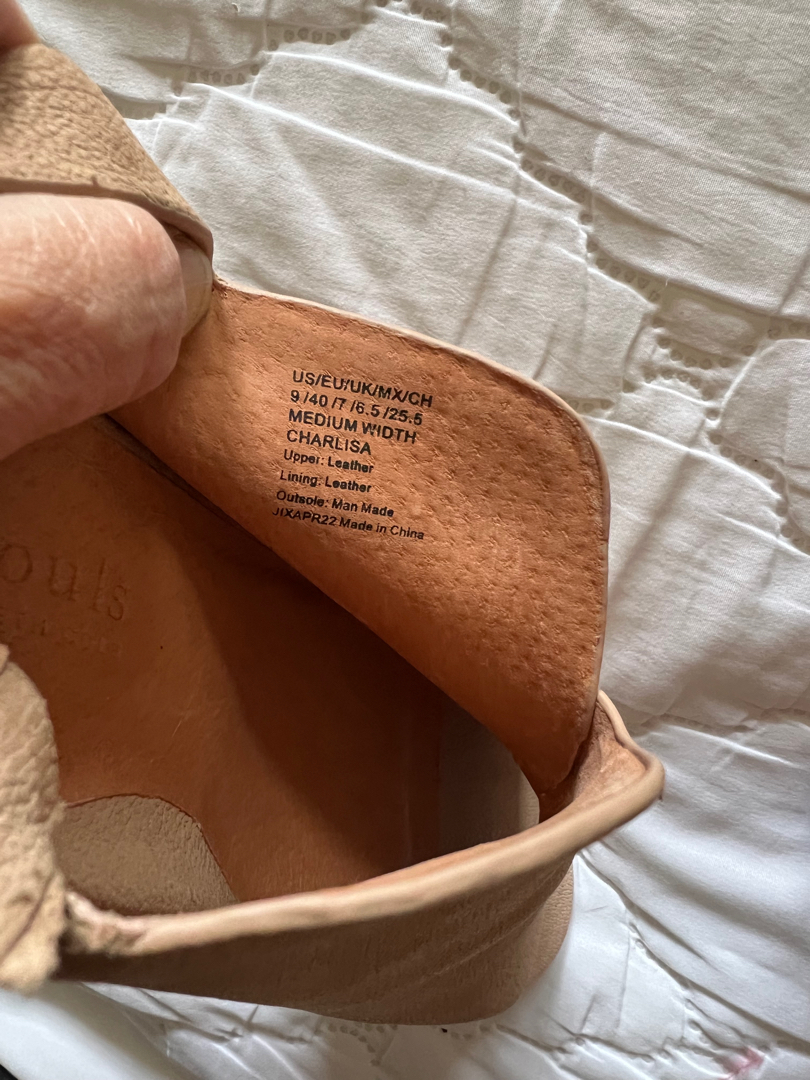 US/EU/UK/MX/CH
9/40/7/6.5/25.5
MEDIUM WIDTH
CHARLISA
Upper: Leather
Lining: Leather
Outsole: Man Made
JIXAPR22 Made in China
ouls